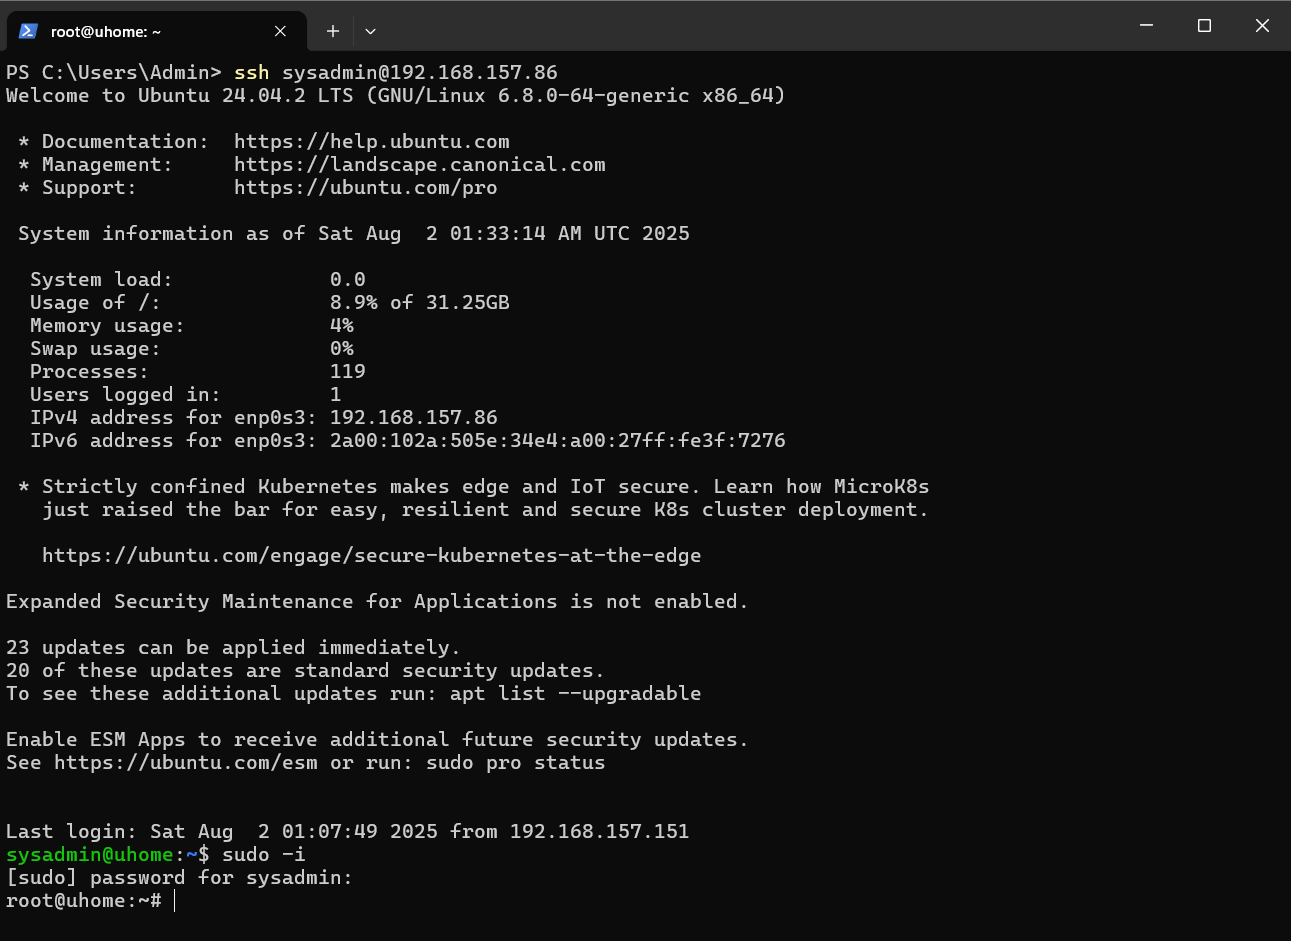 root@uhome: ~
PS C:\Users\Admin> ssh sysadmin@192.168.157.86
Welcome to Ubuntu 24.04.2 LTS (GNU/Linux 6.8.0-64-generic x86_64)
* Documentation:  https://help.ubuntu.com
* Management:     https://landscape.canonical.com
* Support:        https://ubuntu.com/pro
System information as of Sat Aug  2 01:33:14 AM UTC 2025
System load:             0.0
Usage of /:              8.9% of 31.25GB
Memory usage:            4%
Swap usage:              0%
Processes:               119
Users logged in:         1
IPv4 address for enp0s3: 192.168.157.86
IPv6 address for enp0s3: 2a00:102a:505e:34e4:a00:27ff:fe3f:7276
* Strictly confined Kubernetes makes edge and IoT secure. Learn how MicroK8s
just raised the bar for easy, resilient and secure K8s cluster deployment.
https://ubuntu.com/engage/secure-kubernetes-at-the-edge
Expanded Security Maintenance for Applications is not enabled.
23 updates can be applied immediately.
20 of these updates are standard security updates.
To see these additional updates run: apt list --upgradable
Enable ESM Apps to receive additional future security updates.
See https://ubuntu.com/esm or run: sudo pro status
Last login: Sat Aug  2 01:07:49 2025 from 192.168.157.151
sysadmin@uhome:~$ sudo -i
[sudo] password for sysadmin:
root@uhome:~#